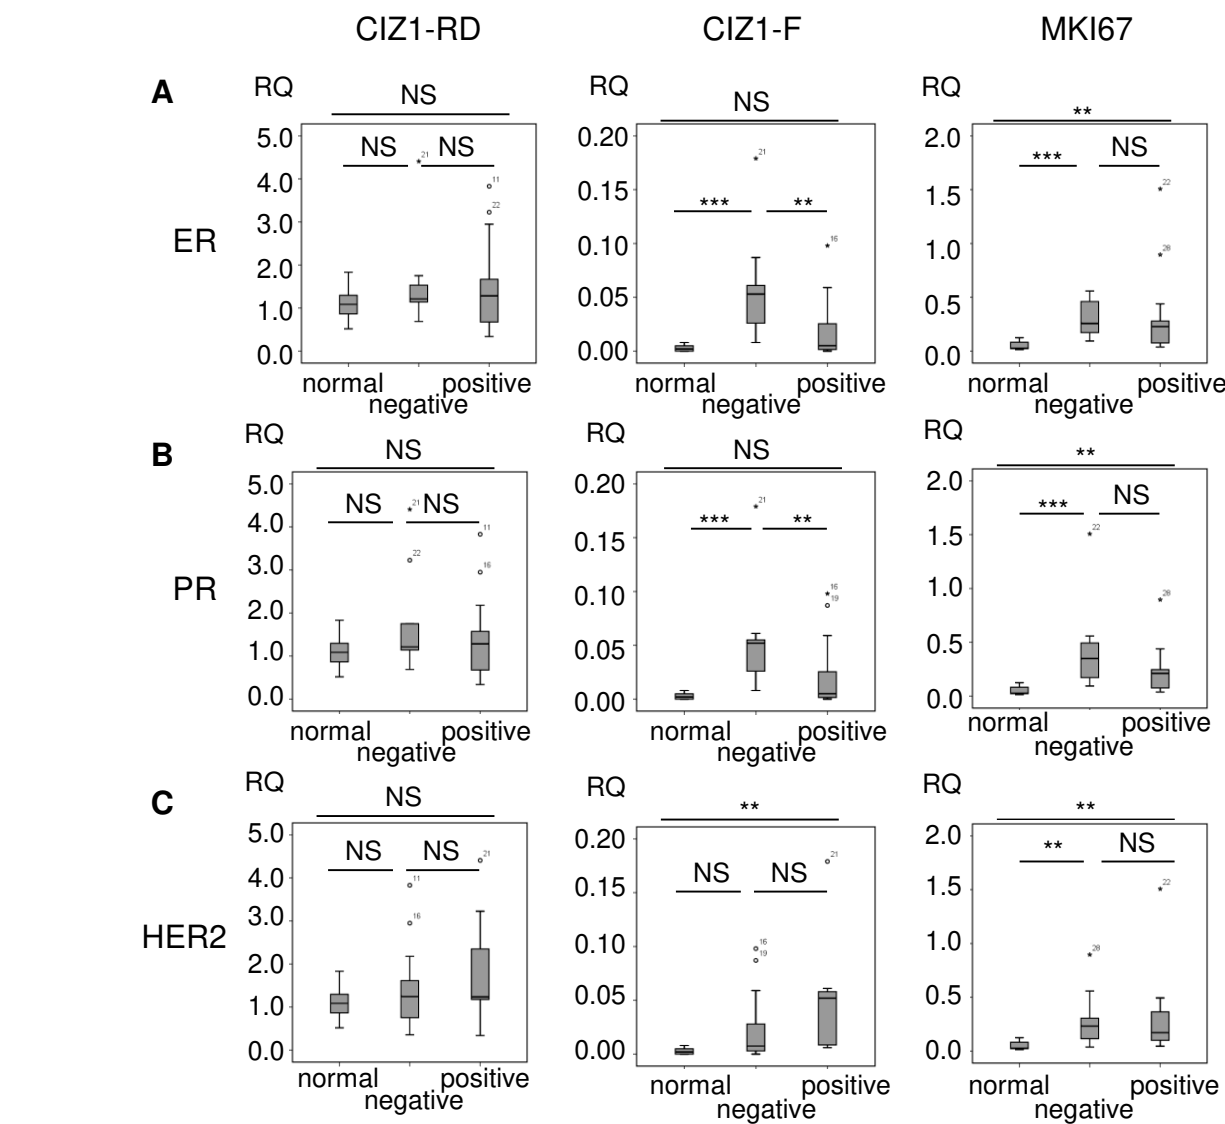 CIZ1-RD CIZ1-F MKI67
A RQ RQ RQ
NS NS **
5.0 NS 21 NS 0.20 21 2.0 *** NS
4.0 11 0.15 *** ** 1.5 22
3.0 22 0.10 16 1.0 28
ER
2.0 0.05 0.5
1.0 0.00 0.0
0.0
normal positive normal positive normal positive
negative negative negative
B RQ RQ RQ
NS NS **
5.0 NS 21 NS 0.20 *** 21 ** 2.0 *** NS
4.0 11 0.15 1.5 22
3.0 22 16 0.10 16 1.0 28
19
PR
2.0 0.05 0.5
1.0 0.00 0.0
0.0
normal positive normal positive normal positive
negative negative negative
C RQ RQ RQ
NS ** **
5.0 NS NS 21 0.20 NS NS 21 2.0 ** NS
4.0 11 0.15 1.5 22
3.0 16 0.10 16 1.0 28
19
HER2
2.0 0.05 0.5
1.0 0.00 0.0
0.0
normal positive normal positive normal positive
negative negative negative